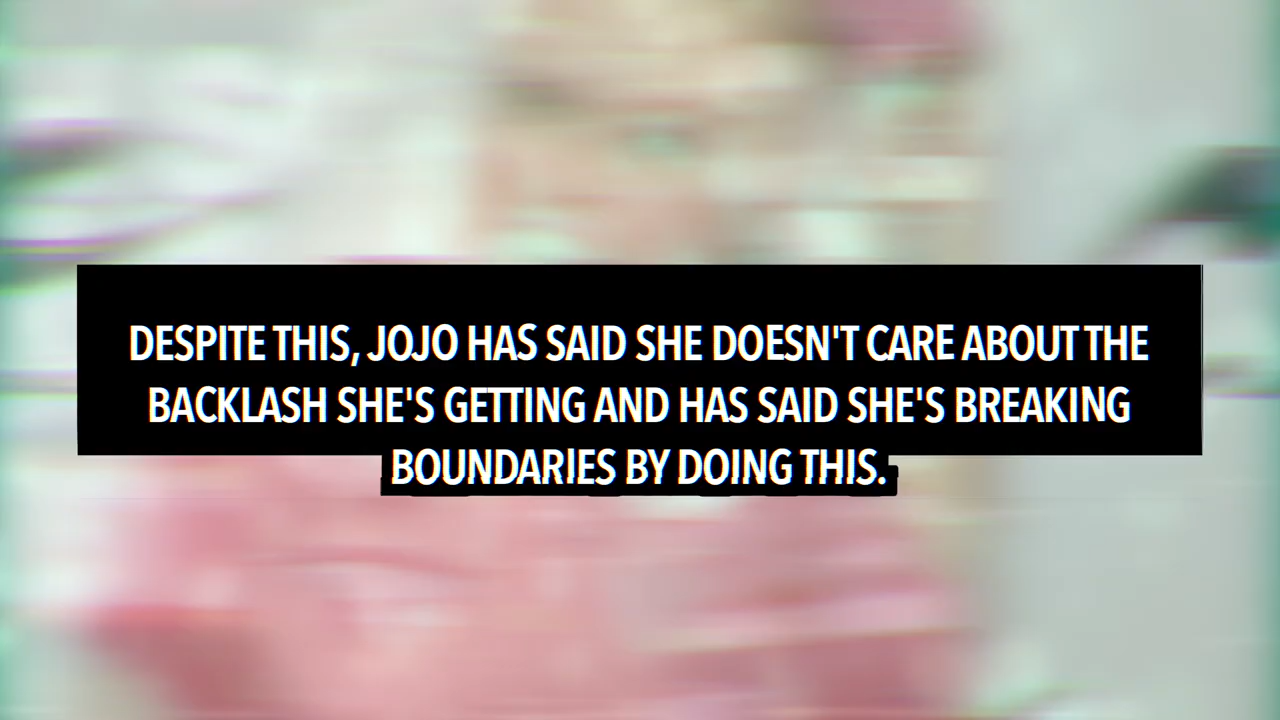 DESPITE THIS, JOJO HAS SAID SHE DOESN'T CARE ABOUT THE
BACKLASH SHE'S GETTING AND HAS SAID SHE'S BREAKING
BOUNDARIES BY DOING THIS.